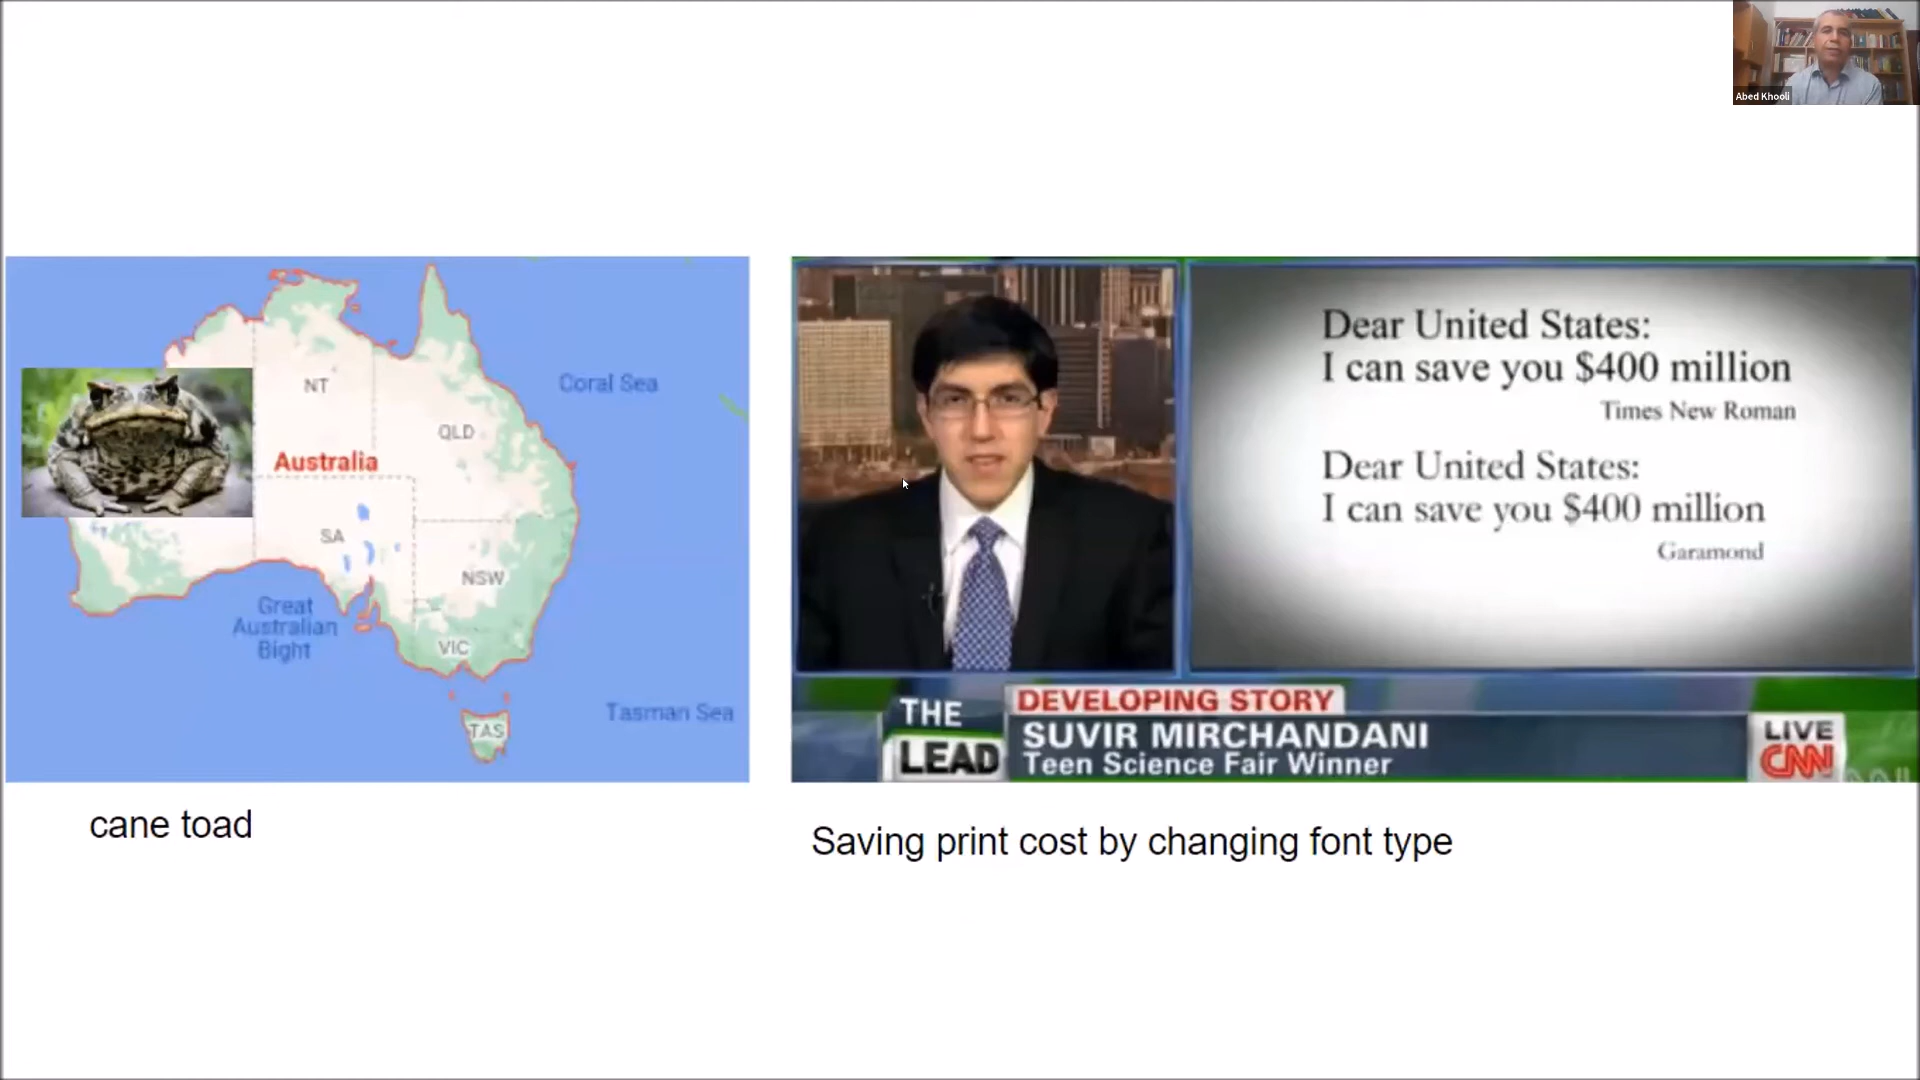 Abed Khooli
NT
Coral Sea
QLD
Australia
SA
NSW
Great
Australian
Bight
VIC
Tasman Sea
TAS
cane toad
Dear United States:
I can save you $400 million
Times New Roman
Dear United States:
I can save you $400 million
Garamond
DEVELOPING STORY
THE
LEAD
SUVIR MIRCHANDANI
Teen Science Fair Winner
LIVE
CNN
Saving print cost by changing font type